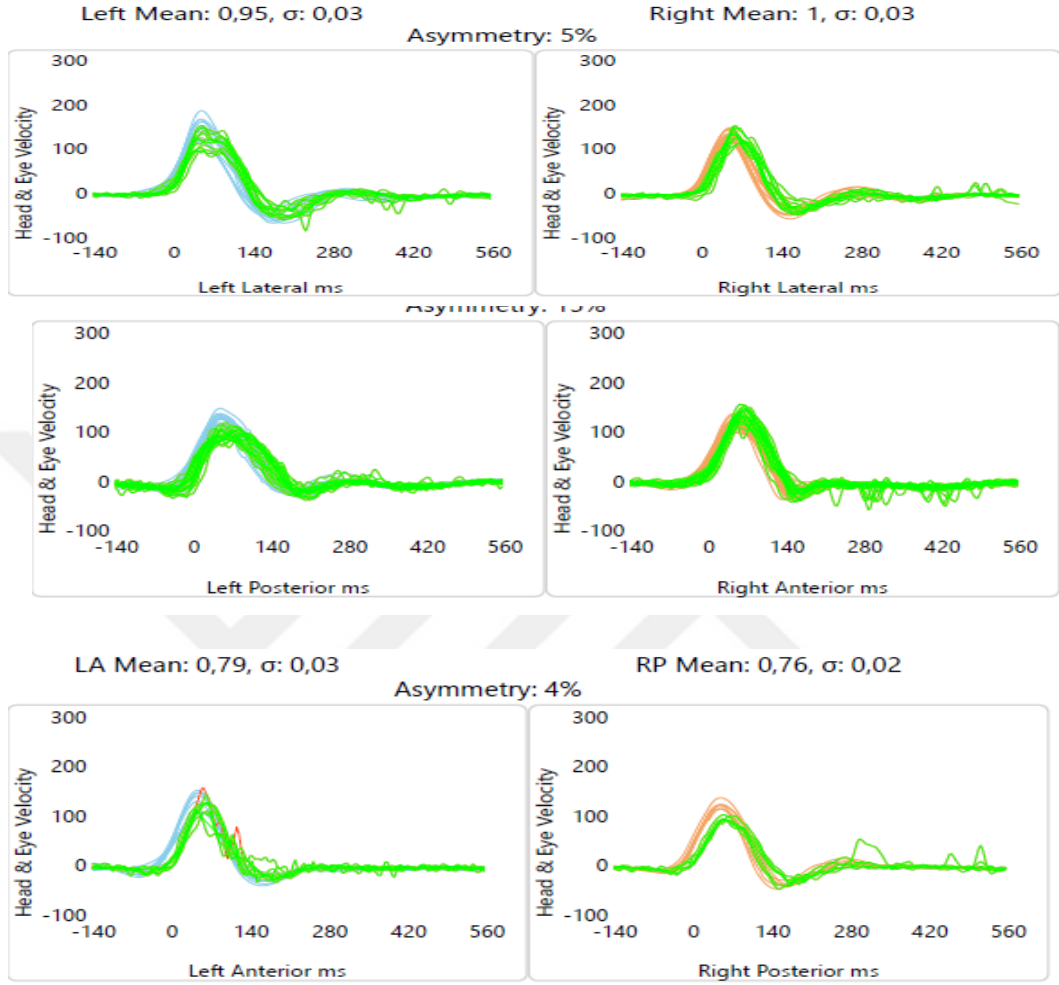 Left Mean: 0,95, σ: 0,03 Right Mean: 1, σ: 0,03
Asymmetry: 5%
300 300
200 200
100 100
0 0
-100 -100
Head & Eye Velocity Head & Eye Velocity
-140 0 140 280 420 560 -140 0 140 280 420 560
Left Lateral ms Right Lateral ms
Asymmetry: 15%
300 300
200 200
100 100
0 0
-100 -100
Head & Eye Velocity Head & Eye Velocity
-140 0 140 280 420 560 -140 0 140 280 420 560
Left Posterior ms Right Anterior ms
LA Mean: 0,79, σ: 0,03 RP Mean: 0,76, σ: 0,02
Asymmetry: 4%
300 300
200 200
100 100
0 0
-100 -100
Head & Eye Velocity Head & Eye Velocity
-140 0 140 280 420 560 -140 0 140 280 420 560
Left Anterior ms Right Posterior ms